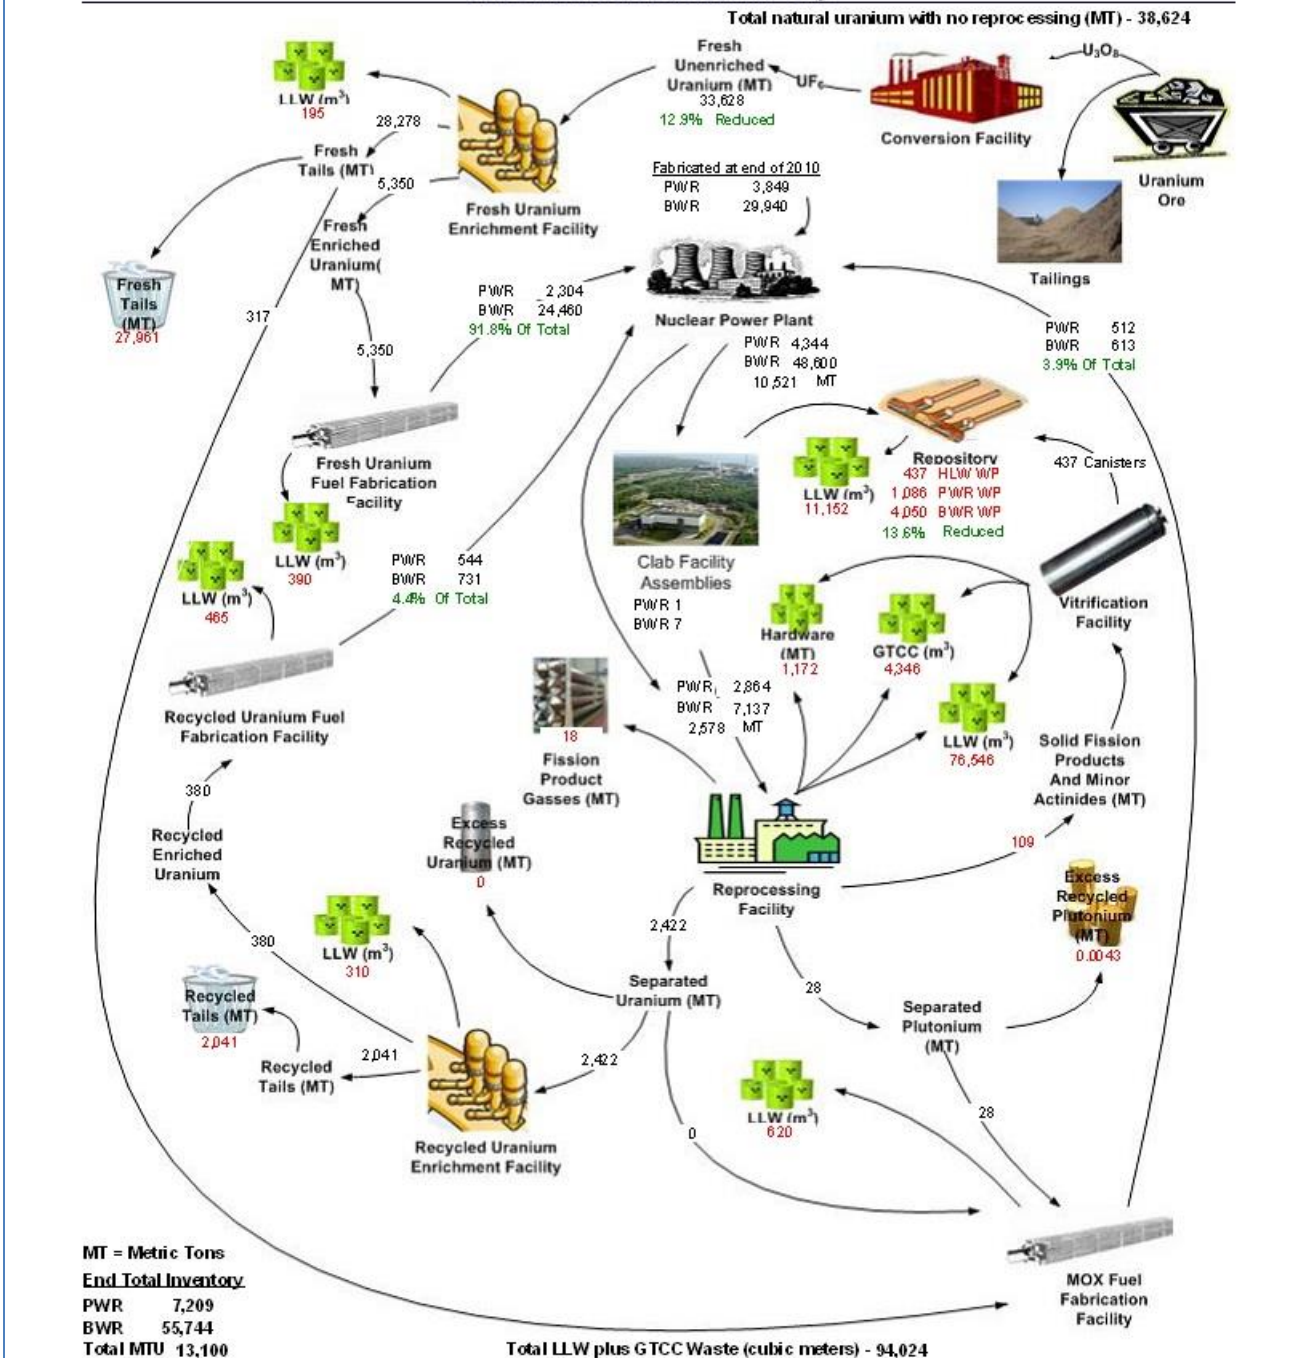 Total natural uranium with no reprocessing (MT) - 38,624
Fresh
Unenriched
Uranium (MT)
33,628
12.9% Reduced
UF6
U3O8
Conversion Facility
Uranium
Ore
Tailings
LLW (m3)
195
28,278
Fresh
Tails (MT)
5,350
Fresh Uranium
Enrichment Facility
Fresh
Enriched
Uranium(
MT)
Fresh
Tails
(MT)
27,961
317
5,350
Fabricated at end of 2010
PWR 3,849
BWR 29,940
Nuclear Power Plant
PWR 2,304
BWR 24,460
91.8% Of Total
PWR 4,344
BWR 48,600
10,521 MT
PWR 512
BWR 613
3.9% Of Total
Fresh Uranium
Fuel Fabrication
Facility
LLW (m3)
390
LLW (m3)
465
PWR 544
BWR 731
4.4% Of Total
Recycled Uranium Fuel
Fabrication Facility
Clab Facility
Assemblies
PWR 1
BWR 7
LLW (m3)
11,152
Repository
437 HLW WP
1,086 PWR WP
4,050 BWR WP
13.6% Reduced
437 Canisters
Vitrification
Facility
Hardware
(MT)
1,172
GTCC (m3)
4,346
LLW (m3)
76,546
PWR 2,864
BWR 7,137
2,578 MT
18
Fission
Product
Gasses (MT)
Solid Fission
Products
And Minor
Actinides (MT)
109
380
Recycled
Enriched
Uranium
Excess
Recycled
Uranium (MT)
0
Reprocessing
Facility
Excess
Recycled
Plutonium
(MT)
0.0043
2,422
LLW (m3)
310
380
Separated
Uranium (MT)
28
Separated
Plutonium
(MT)
Recycled
Tails (MT)
2,041
Recycled
Tails (MT)
2,041
2,422
Recycled Uranium
Enrichment Facility
0
LLW (m3)
620
28
MOX Fuel
Fabrication
Facility
MT = Metric Tons
End Total Inventory
PWR 7,209
BWR 55,744
Total MTU 13,100
Total LLW plus GTCC Waste (cubic meters) - 94,024